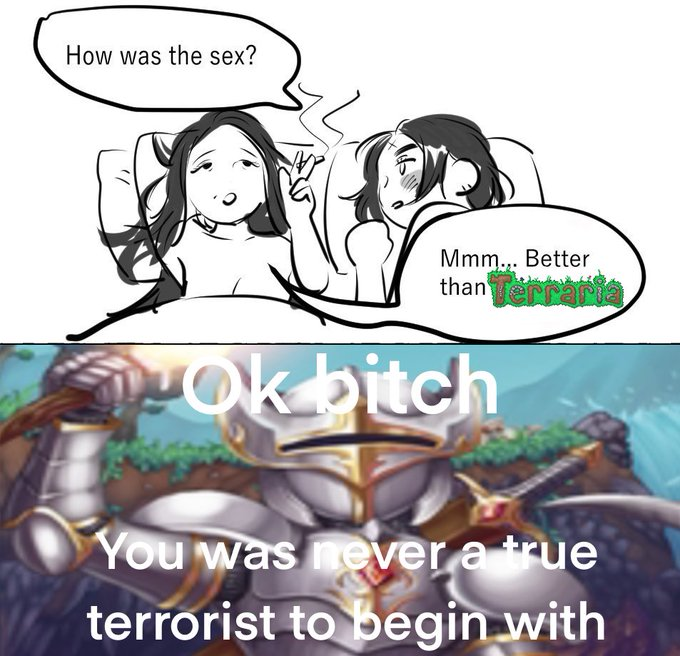 How was the sex?
Mmm... Better
than Terraria
Ok bitch
You was never a true
terrorist to begin with